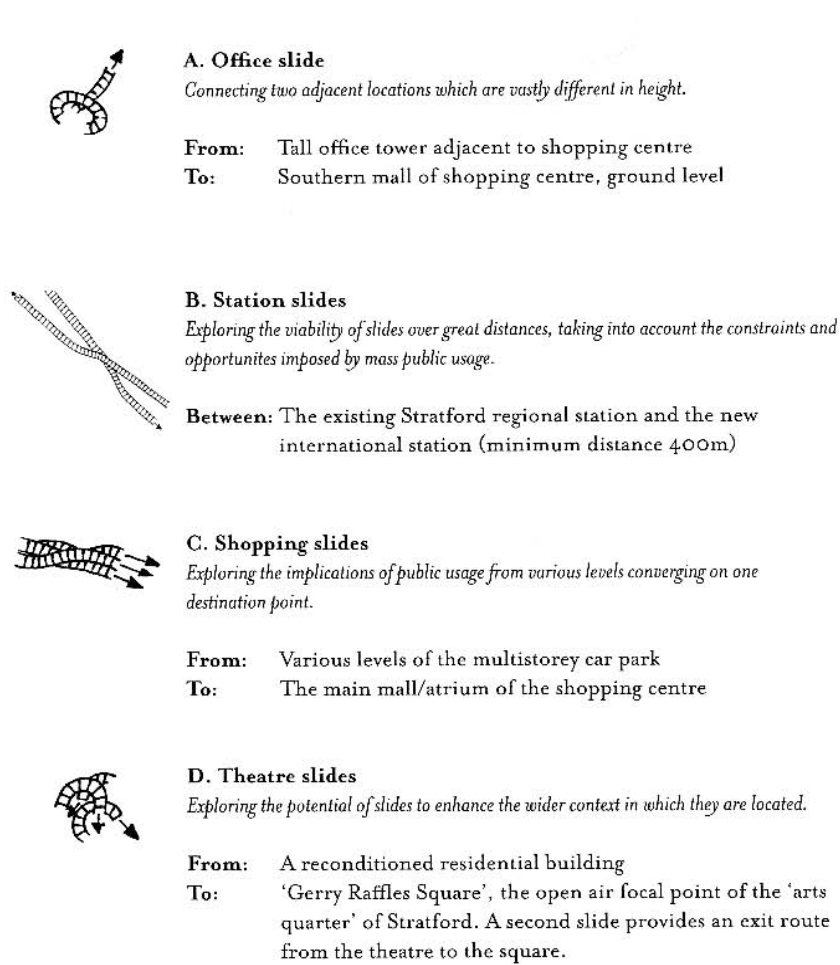 A. Office slide
Connecting two adjacent locations which are vastly different in height.
From: Tall office tower adjacent to shopping centre
To: Southern mall of shopping centre, ground level
B. Station slides
Exploring the viability of slides over great distances, taking into account the constraints and
opportunites imposed by mass public usage.
Between: The existing Stratford regional station and the new
international station (minimum distance 400m)
C. Shopping slides
Exploring the implications of public usage from various levels converging on one
destination point.
From: Various levels of the multistorey car park
To: The main mall/atrium of the shopping centre
D. Theatre slides
Exploring the potential of slides to enhance the wider context in which they are located.
From: A reconditioned residential building
To: ‘Gerry Raffles Square’, the open air focal point of the ‘arts
quarter’ of Stratford. A second slide provides an exit route
from the theatre to the square.